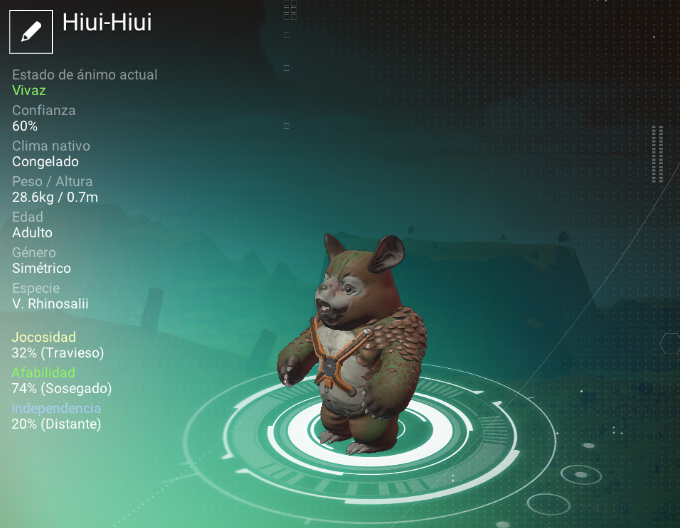 Hiui-Hiui
Estado de ánimo actual
Vivaz
Confianza
60%
Clima nativo
Congelado
Peso / Altura
28.6kg / 0.7m
Edad
Adulto
Género
Simétrico
Especie
V. Rhinosalii
Jocosidad
32% (Travieso)
Afabilidad
74% (Sosegado)
Independencia
20% (Distante)